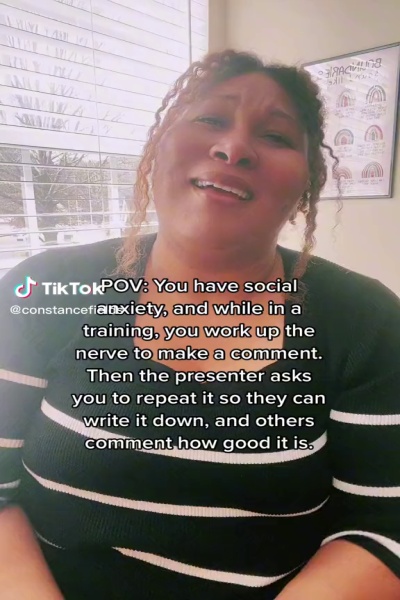 BOUNDARIES
TikTok
@constancefields
POV: You have social
anxiety, and while in a
training, you work up the
nerve to make a comment.
Then the presenter asks
you to repeat it so they can
write it down, and others
comment how good it is.